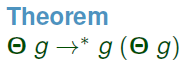 Theorem
Θ g →* g (Θ g)